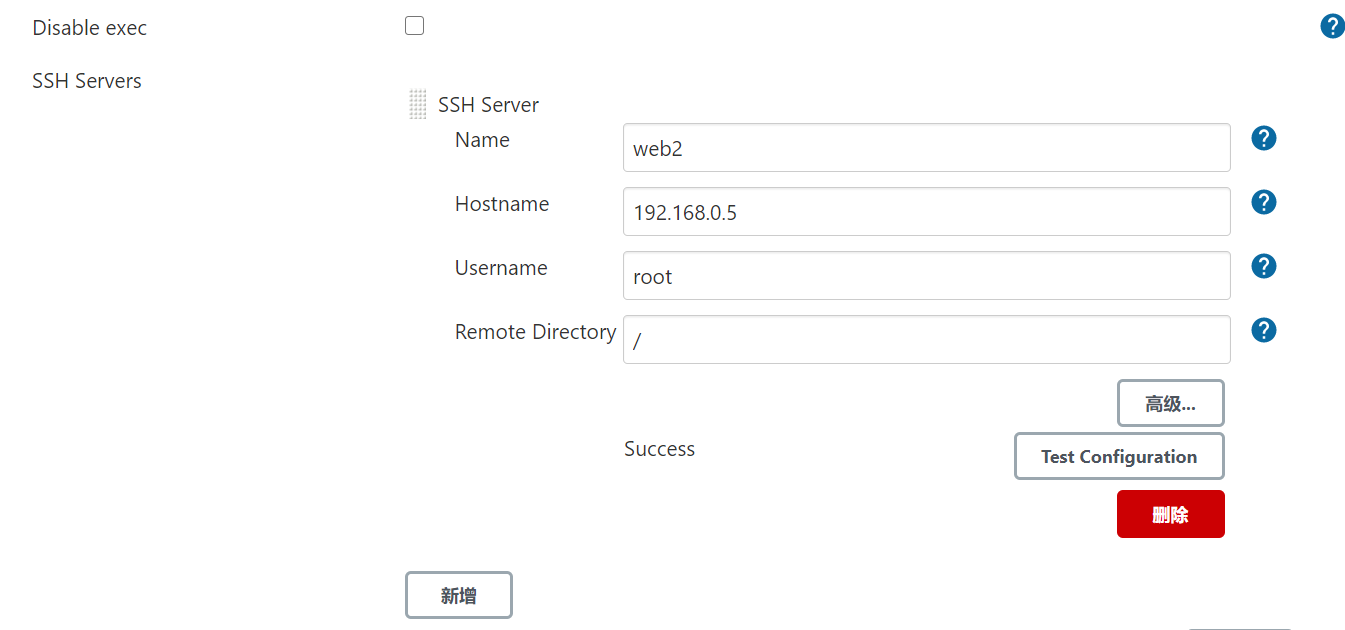 Disable exec
SSH Servers
SSH Server
Name
web2
Hostname
192.168.0.5
Username
root
Remote Directory
/
高级...
Success
Test Configuration
删除
新增